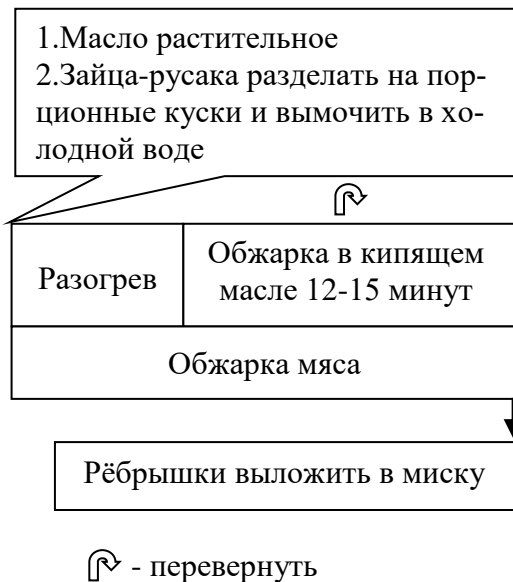 1.Масло растительное
2.Зайца-русака разделать на пор-
ционные куски и вымочить в хо-
лодной воде
Разогрев
Обжарка в кипящем
масле 12-15 минут
Обжарка мяса
Рёбрышки выложить в миску
- перевернуть